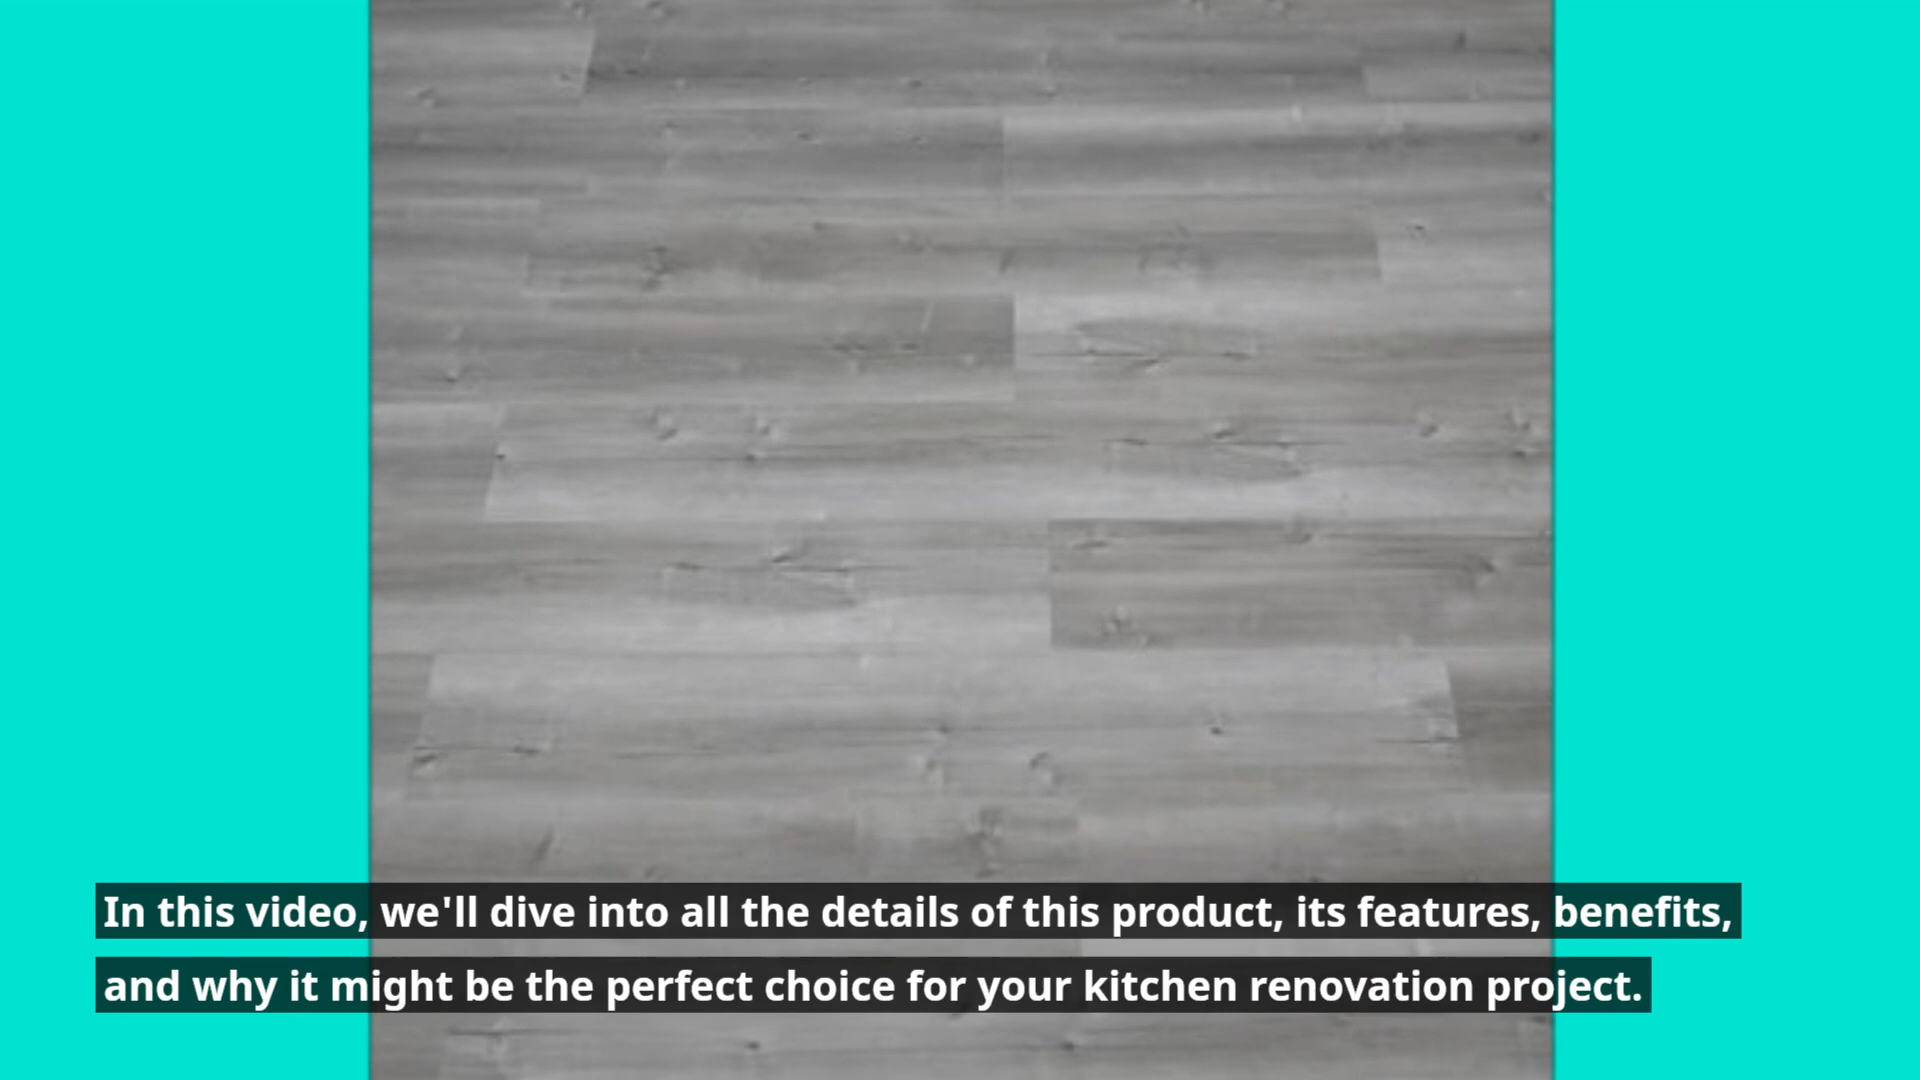 In this video, we'll dive into all the details of this product, its features, benefits,
and why it might be the perfect choice for your kitchen renovation project.